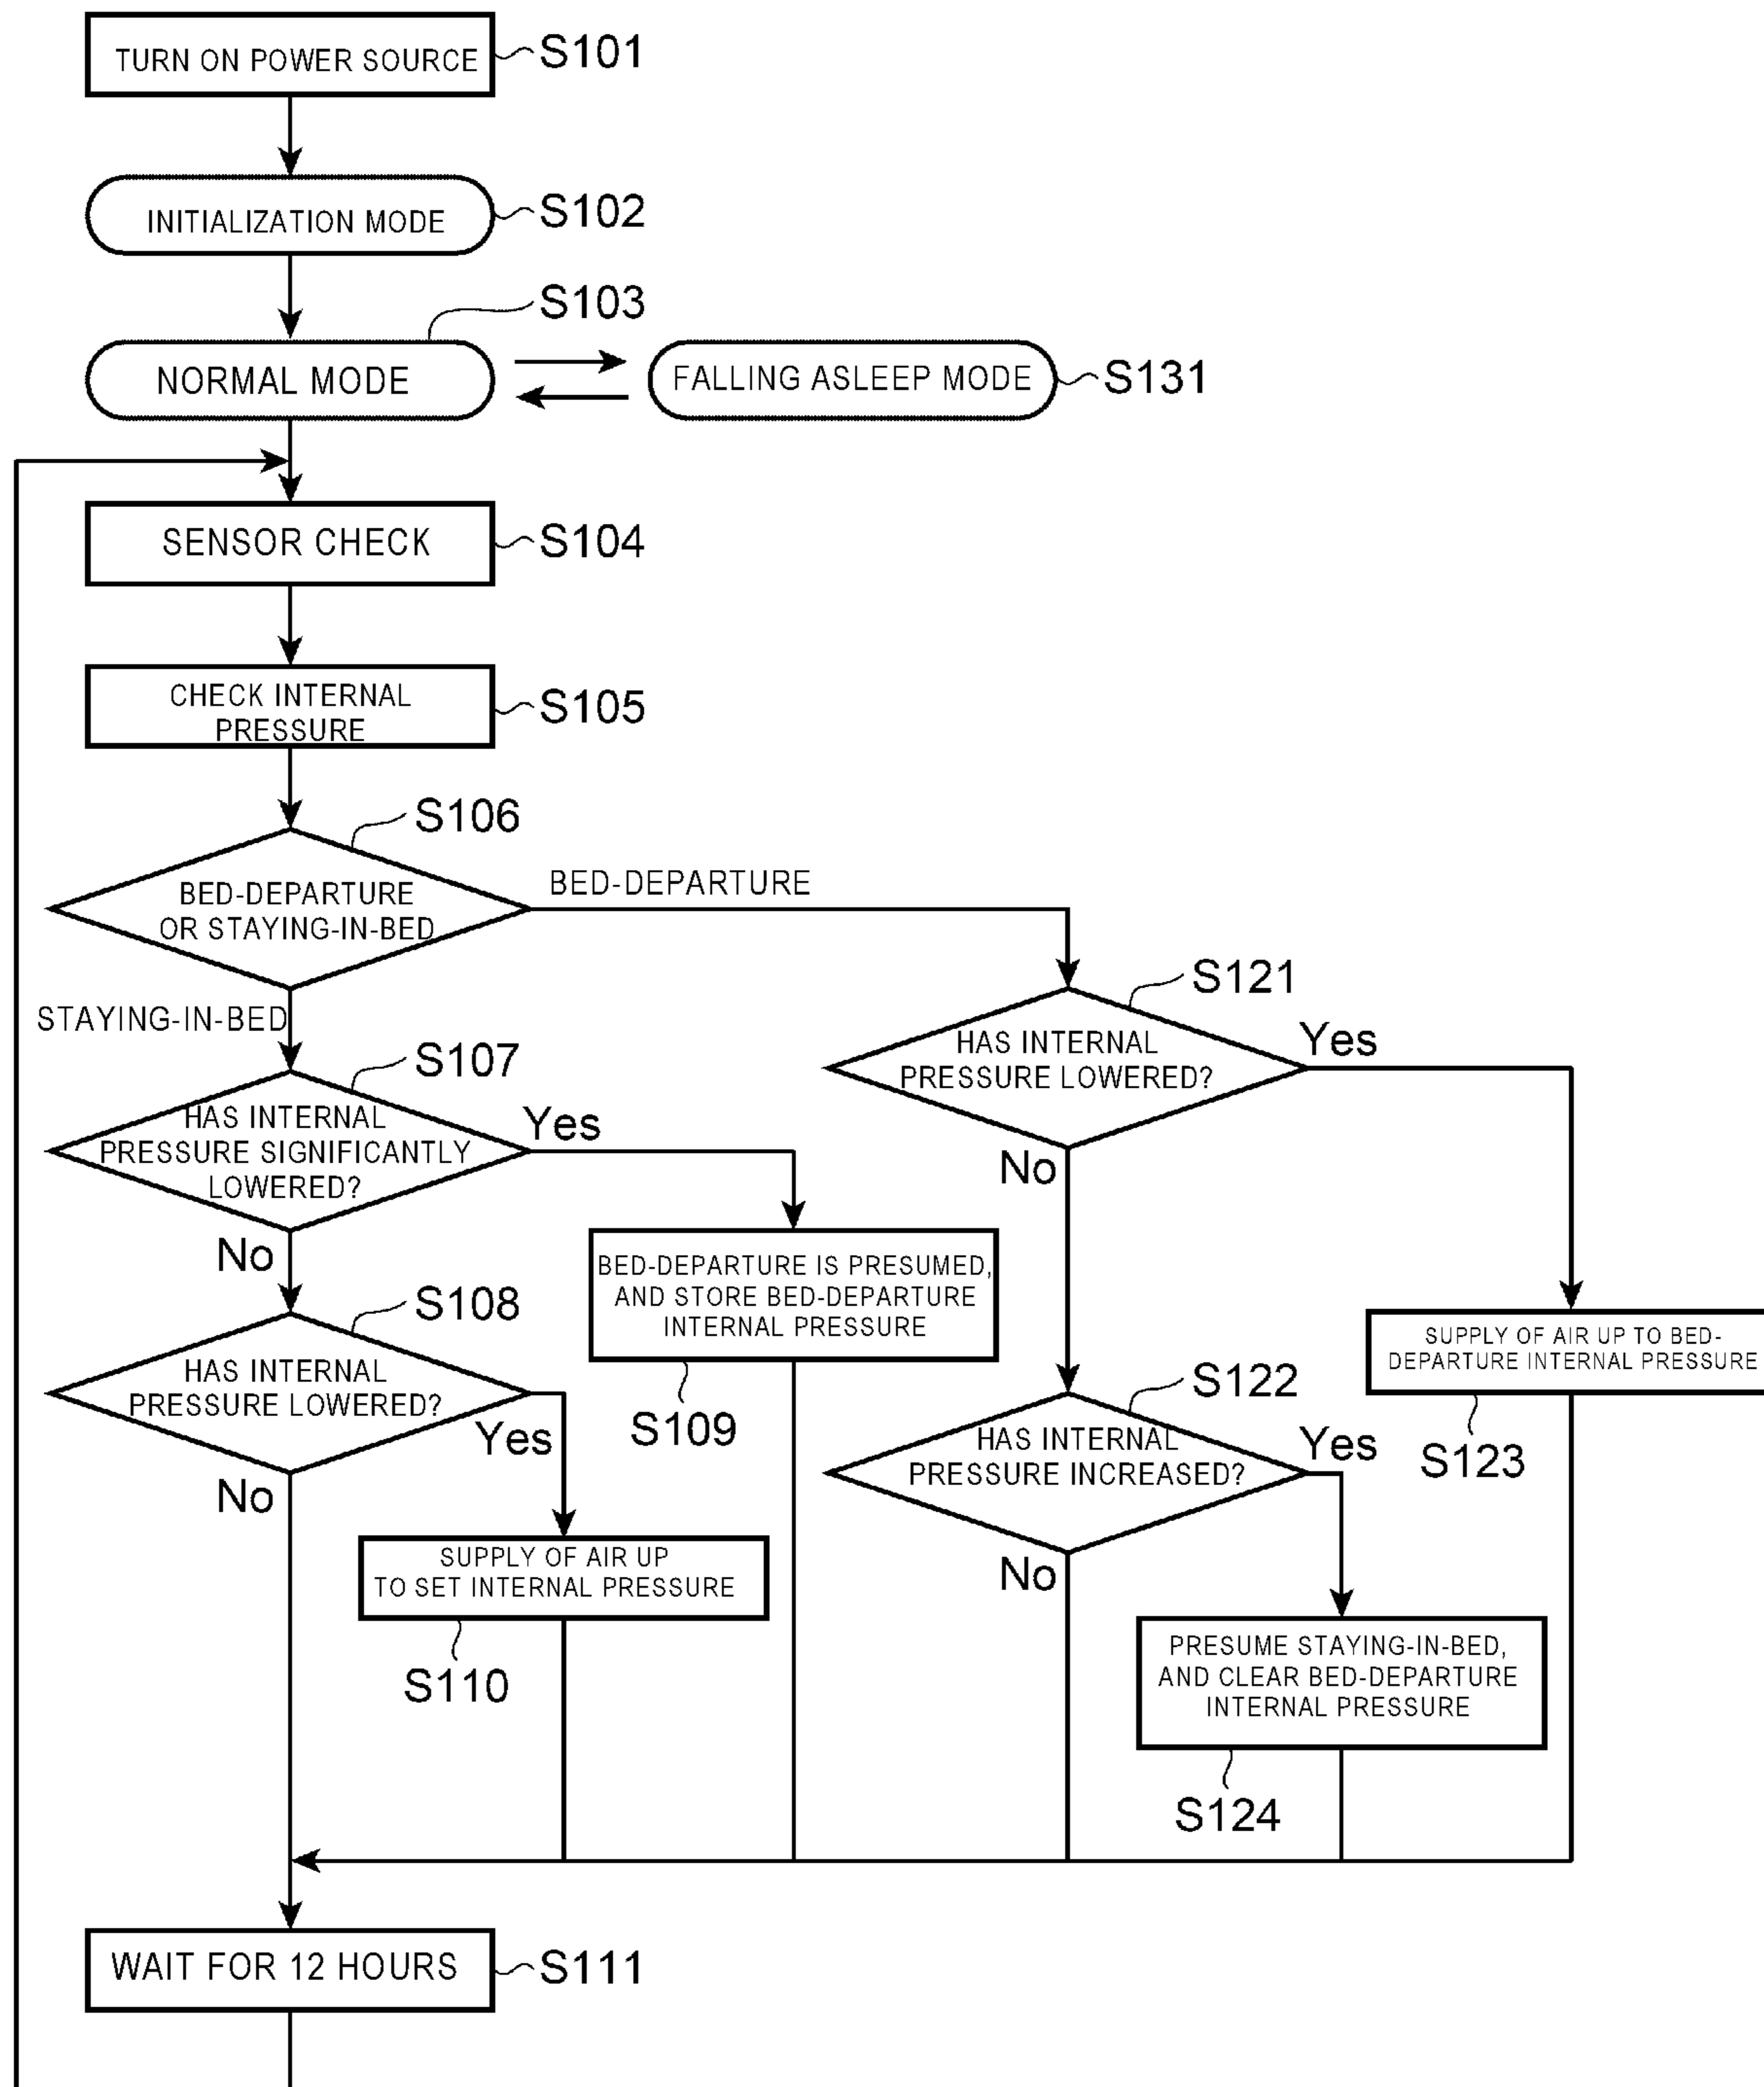 TURN ON POWER SOURCE
S101
INITIALIZATION MODE
S102
S103
NORMAL MODE
FALLING ASLEEP MODE
S131
SENSOR CHECK
S104
CHECK INTERNAL
PRESSURE
S105
S106
BED-DEPARTURE
OR STAYING-IN-BED
BED-DEPARTURE
STAYING-IN-BED
S121
HAS INTERNAL
PRESSURE LOWERED?
Yes
No
S107
HAS INTERNAL
PRESSURE SIGNIFICANTLY
LOWERED?
Yes
No
BED-DEPARTURE IS PRESUMED,
AND STORE BED-DEPARTURE
INTERNAL PRESSURE
S109
SUPPLY OF AIR UP TO BED-
DEPARTURE INTERNAL PRESSURE
S123
S108
HAS INTERNAL
PRESSURE LOWERED?
Yes
No
S122
HAS INTERNAL
PRESSURE INCREASED?
Yes
No
SUPPLY OF AIR UP
TO SET INTERNAL PRESSURE
S110
PRESUME STAYING-IN-BED,
AND CLEAR BED-DEPARTURE
INTERNAL PRESSURE
S124
WAIT FOR 12 HOURS
S111